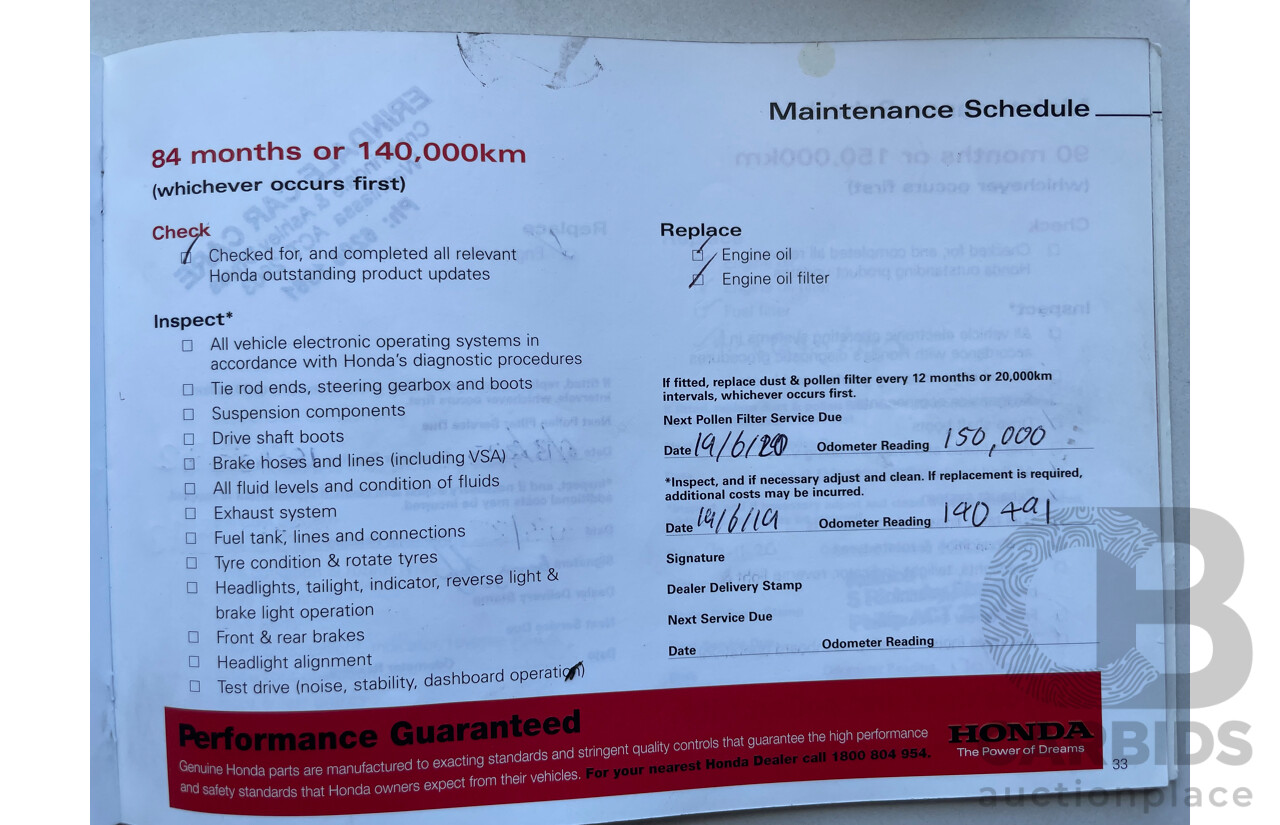 Maintenance Schedule
84 months or 140,000km
(whichever occurs first)
Check
Checked for, and completed all relevant
Honda outstanding product updates
Inspect*
All vehicle electronic operating systems in
accordance with Honda's diagnostic procedures
Tie rod ends, steering gearbox and boots
Suspension components
Drive shaft boots
Brake hoses and lines (including VSA)
All fluid levels and condition of fluids
Exhaust system
Fuel tank, lines and connections
Tyre condition & rotate tyres
Headlights, tailight, indicator, reverse light &
brake light operation
Front & rear brakes
Headlight alignment
Test drive (noise, stability, dashboard operation)
Replace
Engine oil
Engine oil filter
If fitted, replace dust & pollen filter every 12 months or 20,000km
intervals, whichever occurs first.
Next Pollen Filter Service Due
Date 19/6/20 Odometer Reading 150,000
*Inspect, and if necessary adjust and clean. If replacement is required,
additional costs may be incurred.
Date 19/6/19 Odometer Reading 140 491
Signature
Dealer Delivery Stamp
Next Service Due
Date Odometer Reading
Performance Guaranteed
Genuine Honda parts are manufactured to exacting standards and stringent quality controls that guarantee the high performance
and safety standards that Honda owners expect from their vehicles. For your nearest Honda Dealer call 1800 804 954.
HONDA
The Power of Dreams
33
CARBIDS
auctionplace